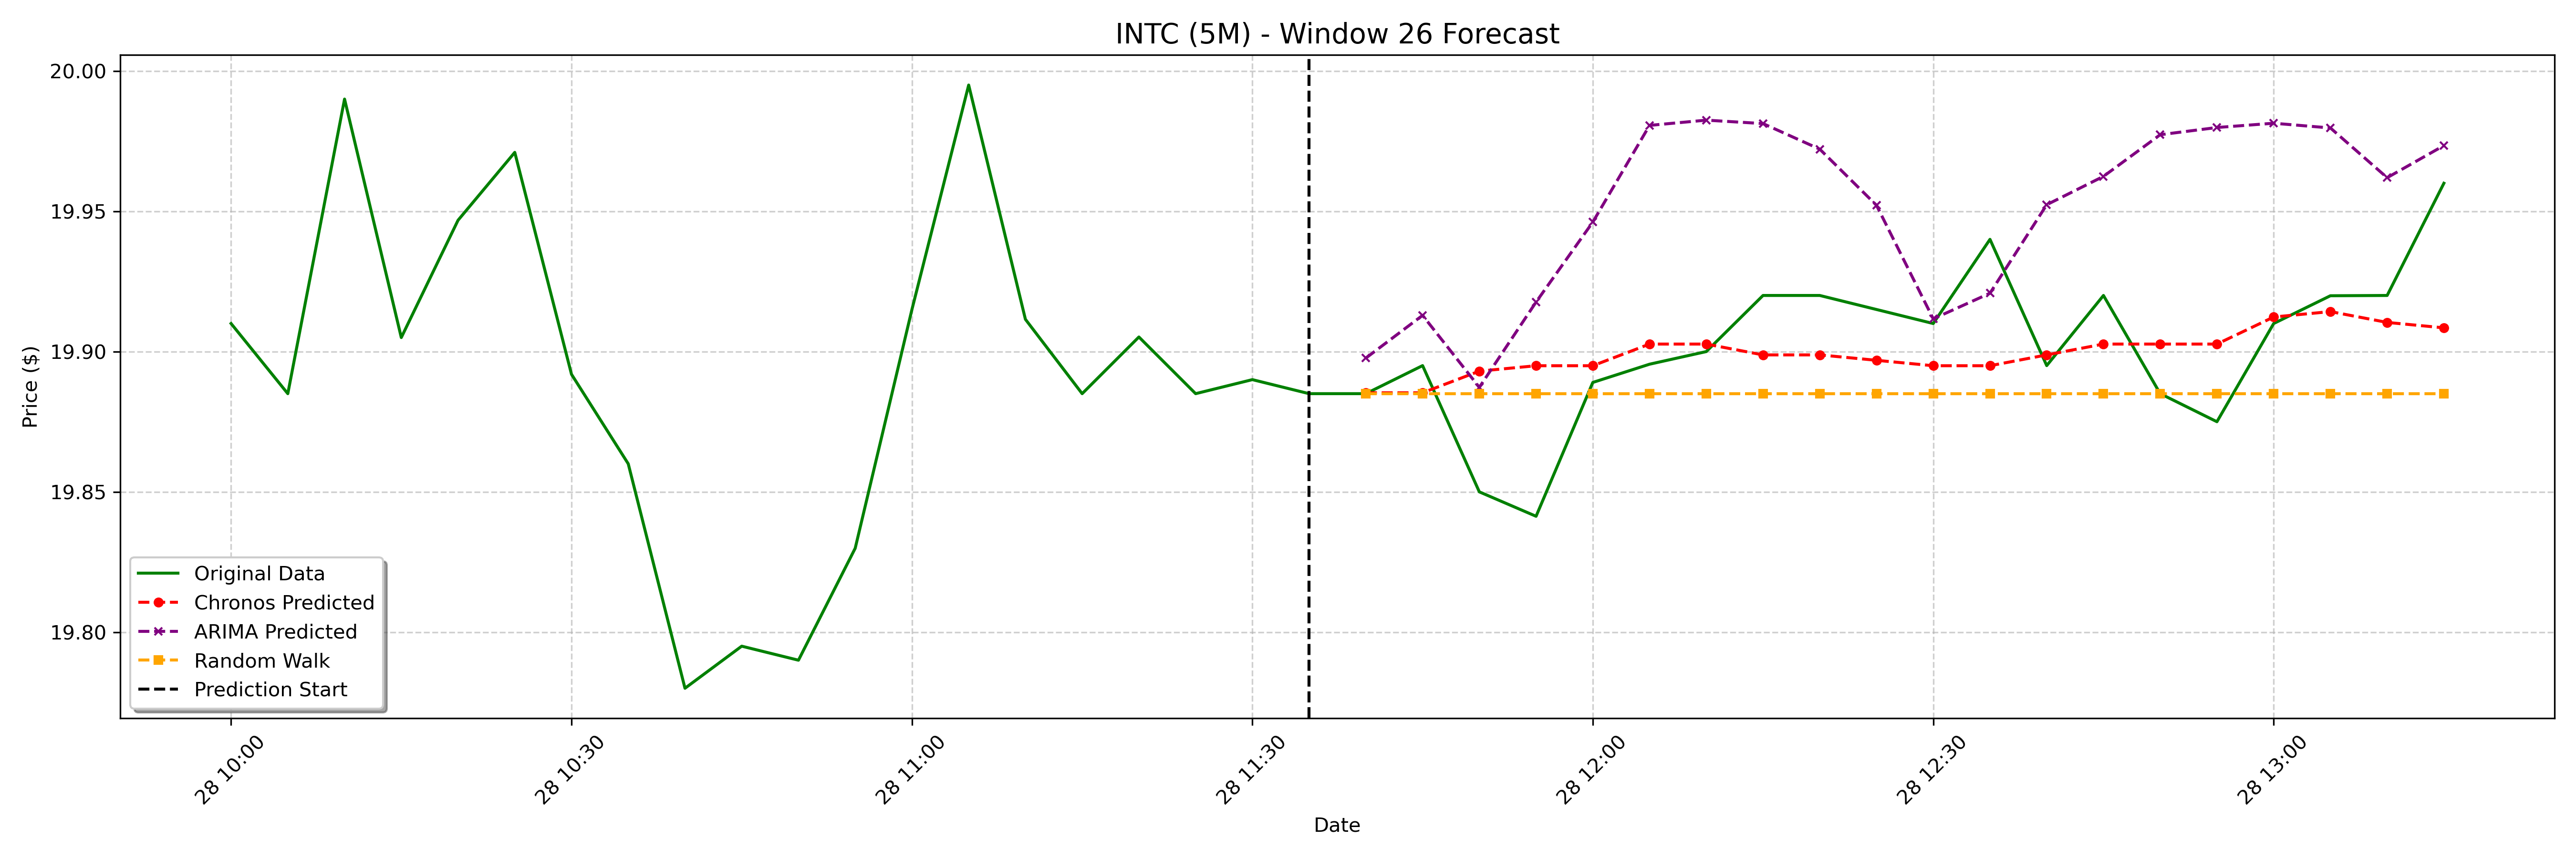 INTC (5M) - Window 26 Forecast
Price ($)
20.00
19.95
19.90
19.85
19.80
Original Data
Chronos Predicted
ARIMA Predicted
Random Walk
Prediction Start
28 10:00
28 10:30
28 11:00
28 11:30
28 12:00
28 12:30
28 13:00
Date